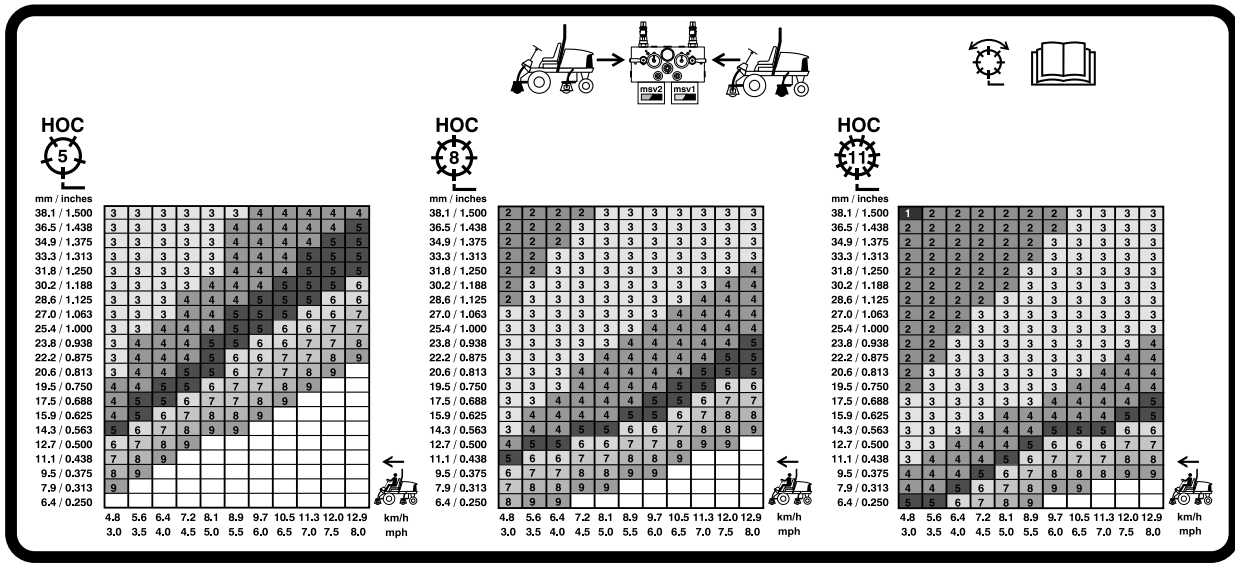 msv2 msv1
HOC
5
mm / inches
38.1 / 1.500 3 3 3 3 3 3 4 4 4 4 4
36.5 / 1.438 3 3 3 3 3 4 4 4 4 4 5
34.9 / 1.375 3 3 3 3 3 4 4 4 4 5 5
33.3 / 1.313 3 3 3 3 3 4 4 4 5 5 5
31.8 / 1.250 3 3 3 3 3 4 4 4 5 5 5
30.2 / 1.188 3 3 3 3 4 4 4 5 5 5 6
28.6 / 1.125 3 3 3 4 4 4 5 5 5 6 6
27.0 / 1.063 3 3 3 4 4 5 5 5 6 6 7
25.4 / 1.000 3 3 4 4 4 5 5 6 6 7 7
23.8 / 0.938 3 4 4 4 5 5 6 6 7 7 8
22.2 / 0.875 3 4 4 4 5 6 6 7 7 8 9
20.6 / 0.813 3 4 4 5 5 6 7 7 8 9
19.5 / 0.750 4 4 5 5 6 7 7 8 9
17.5 / 0.688 4 5 5 6 7 7 8 9
15.9 / 0.625 4 5 6 7 8 8 9
14.3 / 0.563 5 6 7 8 9 9
12.7 / 0.500 6 7 8 9
11.1 / 0.438 7 8 9
9.5 / 0.375 8 9
7.9 / 0.313 9
6.4 / 0.250
4.8 5.6 6.4 7.2 8.1 8.9 9.7 10.5 11.3 12.0 12.9 km/h
3.0 3.5 4.0 4.5 5.0 5.5 6.0 6.5 7.0 7.5 8.0 mph
HOC
8
mm / inches
38.1 / 1.500 2 2 2 2 3 3 3 3 3 3 3
36.5 / 1.438 2 2 2 3 3 3 3 3 3 3 3
34.9 / 1.375 2 2 2 3 3 3 3 3 3 3 3
33.3 / 1.313 2 2 3 3 3 3 3 3 3 3 3
31.8 / 1.250 2 2 3 3 3 3 3 3 3 3 4
30.2 / 1.188 2 3 3 3 3 3 3 3 3 4 4
28.6 / 1.125 2 3 3 3 3 3 3 3 4 4 4
27.0 / 1.063 3 3 3 3 3 3 3 4 4 4 4
25.4 / 1.000 3 3 3 3 3 3 4 4 4 4 4
23.8 / 0.938 3 3 3 3 3 4 4 4 4 4 5
22.2 / 0.875 3 3 3 3 4 4 4 4 4 5 5
20.6 / 0.813 3 3 3 4 4 4 4 4 5 5 5
19.5 / 0.750 3 3 3 4 4 4 4 5 5 6 6
17.5 / 0.688 3 3 4 4 4 4 5 5 6 6 7
15.9 / 0.625 3 4 4 4 4 5 5 6 7 7 8
14.3 / 0.563 3 4 4 5 5 6 6 7 8 8 9
12.7 / 0.500 4 5 5 6 6 7 7 8 9 9
11.1 / 0.438 5 6 6 7 7 8 8 9
9.5 / 0.375 6 7 7 8 8 9 9
7.9 / 0.313 7 8 8 9 9
6.4 / 0.250 8 9 9
4.8 5.6 6.4 7.2 8.1 8.9 9.7 10.5 11.3 12.0 12.9 km/h
3.0 3.5 4.0 4.5 5.0 5.5 6.0 6.5 7.0 7.5 8.0 mph
HOC
11
mm / inches
38.1 / 1.500 1 2 2 2 2 2 2 3 3 3 3
36.5 / 1.438 2 2 2 2 2 2 2 3 3 3 3
34.9 / 1.375 2 2 2 2 2 2 3 3 3 3 3
33.3 / 1.313 2 2 2 2 2 2 3 3 3 3 3
31.8 / 1.250 2 2 2 2 2 3 3 3 3 3 3
30.2 / 1.188 2 2 2 2 2 3 3 3 3 3 3
28.6 / 1.125 2 2 2 2 3 3 3 3 3 3 3
27.0 / 1.063 2 2 2 3 3 3 3 3 3 3 3
25.4 / 1.000 2 2 2 3 3 3 3 3 3 3 3
23.8 / 0.938 2 2 3 3 3 3 3 3 3 3 4
22.2 / 0.875 2 2 3 3 3 3 3 3 3 4 4
20.6 / 0.813 2 3 3 3 3 3 3 3 3 4 4
19.5 / 0.750 2 3 3 3 3 3 3 4 4 4 4
17.5 / 0.688 3 3 3 3 3 3 4 4 4 4 5
15.9 / 0.625 3 3 3 3 4 4 4 4 4 5 5
14.3 / 0.563 3 3 3 4 4 4 5 5 5 6 6
12.7 / 0.500 3 3 4 4 4 5 6 6 6 6 7
11.1 / 0.438 3 4 4 4 5 6 6 7 7 7 8
9.5 / 0.375 4 4 4 5 6 7 7 8 8 9 9
7.9 / 0.313 4 4 5 6 7 8 9 9
6.4 / 0.250 5 5 6 7 8 9
4.8 5.6 6.4 7.2 8.1 8.9 9.7 10.5 11.3 12.0 12.9 km/h
3.0 3.5 4.0 4.5 5.0 5.5 6.0 6.5 7.0 7.5 8.0 mph